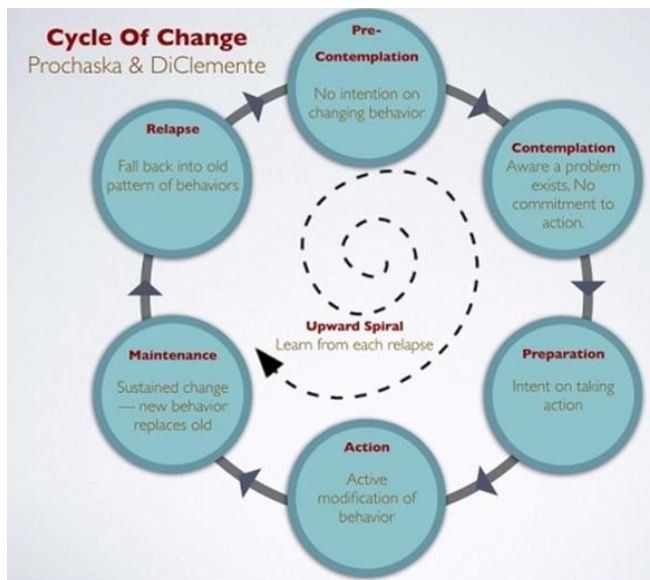 Cycle Of Change
Prochaska & DiClemente
Pre-
Contemplation
No intention on
changing behavior
Contemplation
Aware a problem
exists, No
commitment to
action.
Preparation
Intent on taking
action
Action
Active
modification of
behavior
Maintenance
Sustained change
— new behavior
replaces old
Relapse
Fall back into old
pattern of behaviors
Upward Spiral
Learn from each relapse